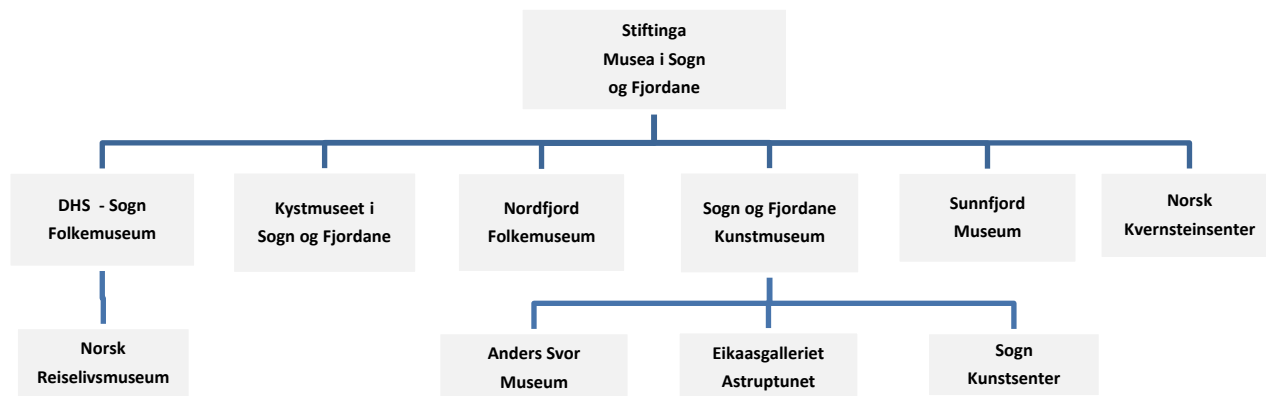 Stiftinga
Musea i Sogn
og Fjordane
DHS - Sogn
Folkemuseum
Kystmuseet i
Sogn og Fjordane
Nordfjord
Folkemuseum
Sogn og Fjordane
Kunstmuseum
Sunnfjord
Museum
Norsk
Kvernsteinsenter
Norsk
Reiselivsmuseum
Anders Svor
Museum
Eikaasgalleriet
Astruptunet
Sogn
Kunstsenter